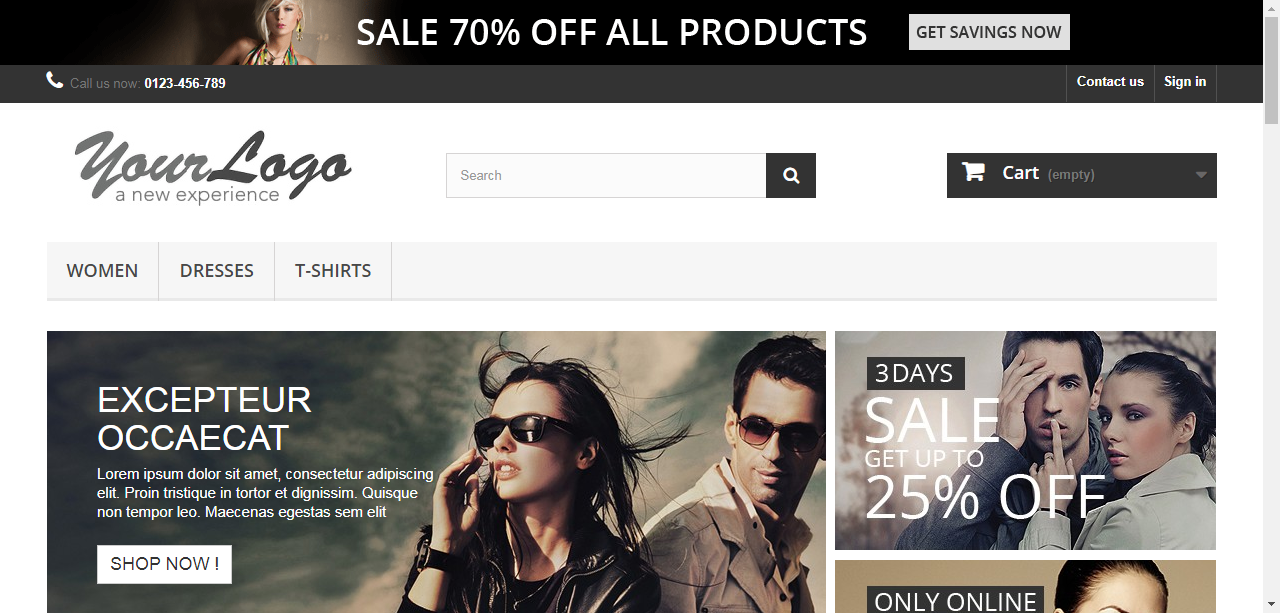 SALE 70% OFF ALL PRODUCTS
GET SAVINGS NOW
Call us now: 0123-456-789
Contact us
Sign in
YourLogo
a new experience
Search
Cart (empty)
WOMEN
DRESSES
T-SHIRTS
EXCEPTEUR
OCCAECAT
Lorem ipsum dolor sit amet, consectetur adipiscing
elit. Proin tristique in tortor et dignissim. Quisque
non tempor leo. Maecenas egestas sem elit
SHOP NOW !
3 DAYS
SALE
GET UP TO
25% OFF
ONLY ONLINE